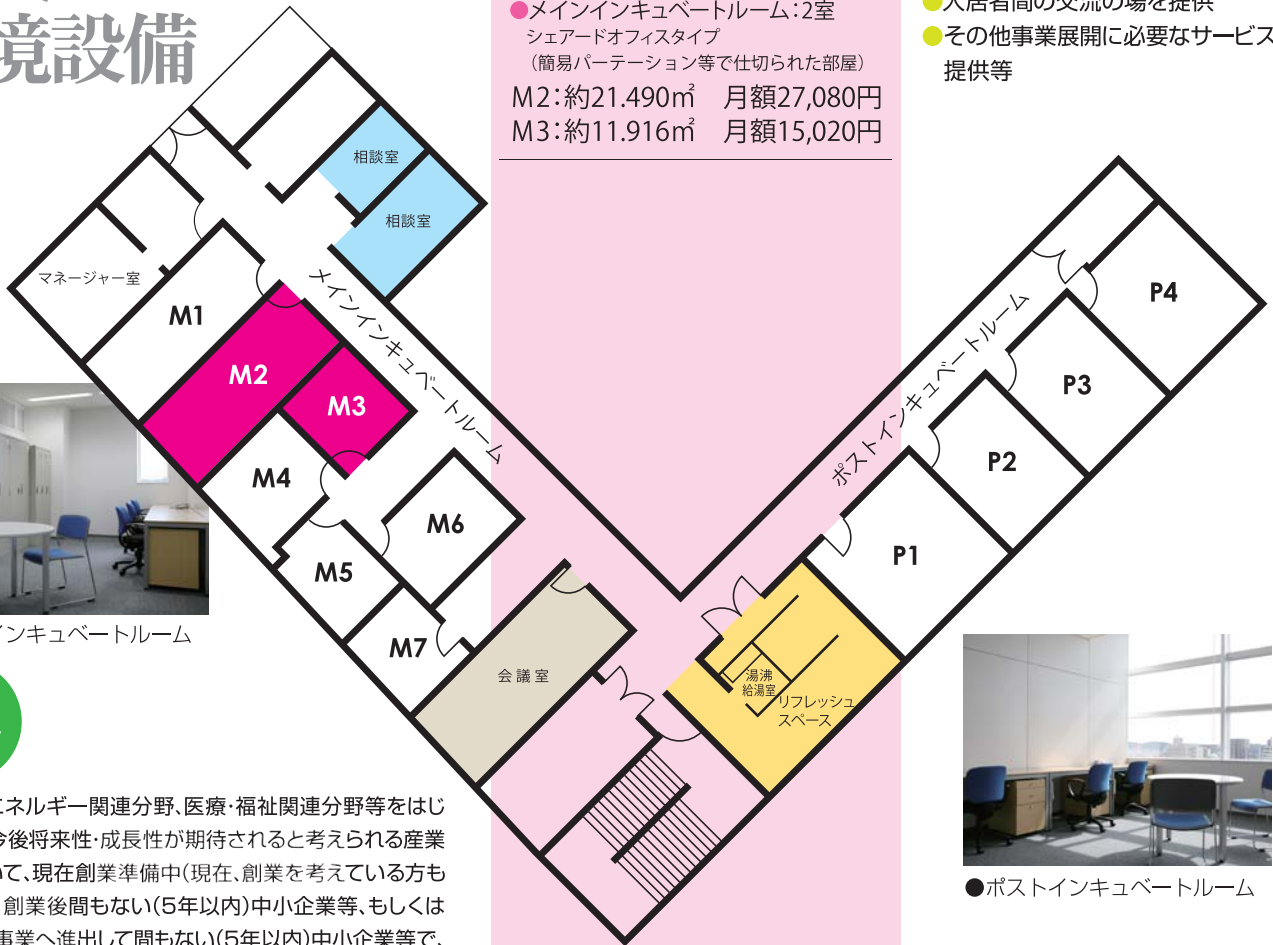 境設備
●メインインキュベートルーム：2室
シェアードオフィスタイプ
（簡易パーテーション等で仕切られた部屋）
M2：約21.490㎡　月額27,080円
M3：約11.916㎡　月額15,020円
●入居者間の交流の場を提供
●その他事業展開に必要なサービス
提供等
相談室
相談室
マネージャー室
メインインキュベートルーム
ポストインキュベートルーム
M1
M2
M3
M4
M5
M6
M7
P4
P3
P2
P1
会議室
湯沸
給湯室
リフレッシュ
スペース
インキュベートルーム
●ポストインキュベートルーム
エネルギー関連分野、医療・福祉関連分野等をはじ
今後将来性・成長性が期待されると考えられる産業
いて、現在創業準備中（現在、創業を考えている方も
創業後間もない（5年以内）中小企業等、もしくは
事業へ進出して間もない（5年以内）中小企業等で、